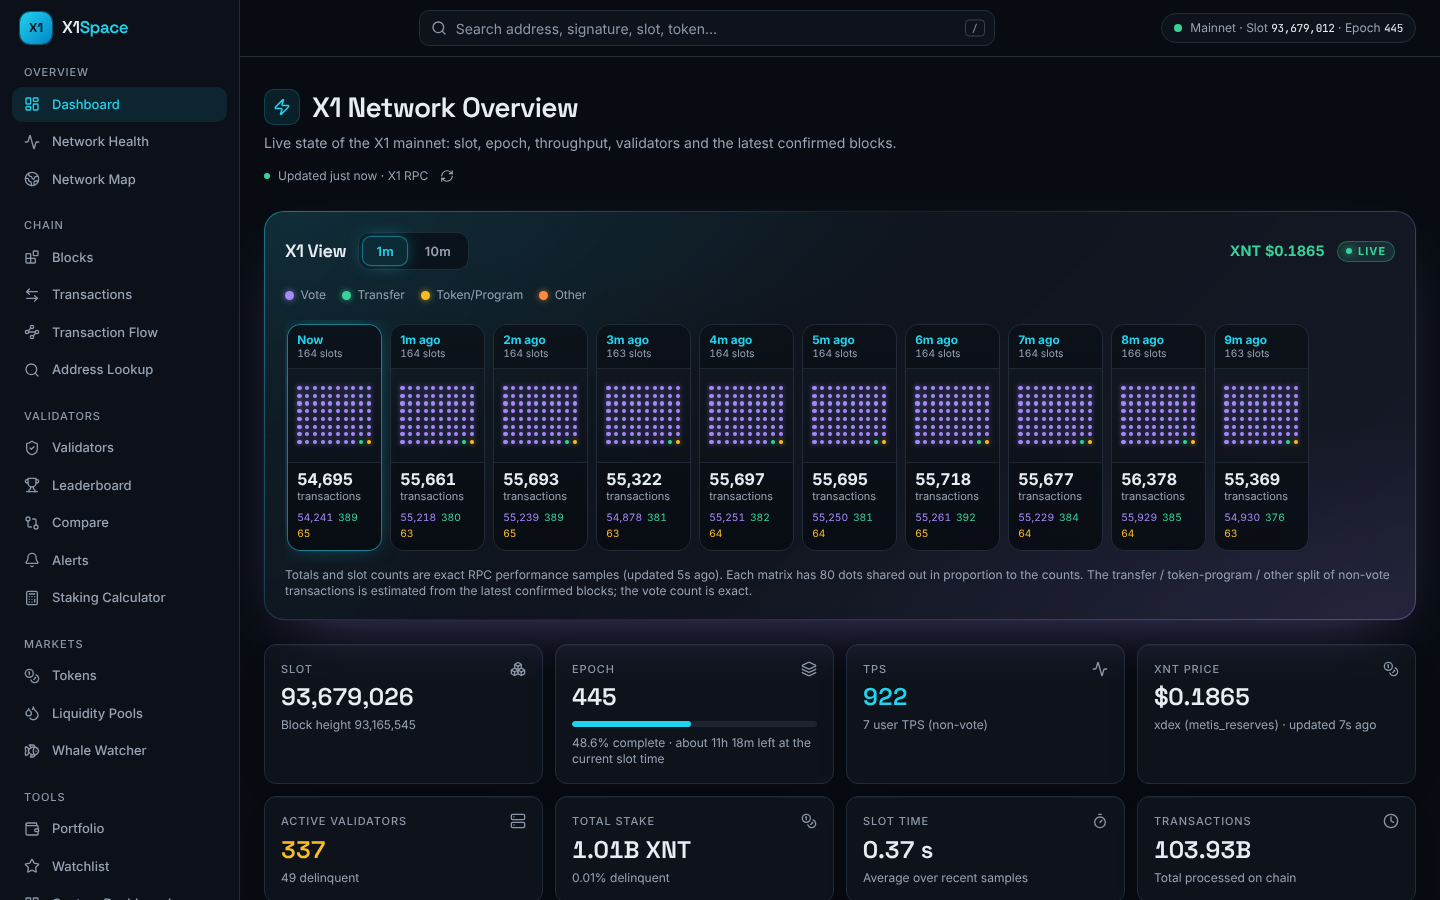 X1 X1Space
Search address, signature, slot, token... /
Mainnet · Slot 93,679,012 · Epoch 445
OVERVIEW
Dashboard
Network Health
Network Map
CHAIN
Blocks
Transactions
Transaction Flow
Address Lookup
VALIDATORS
Validators
Leaderboard
Compare
Alerts
Staking Calculator
MARKETS
Tokens
Liquidity Pools
Whale Watcher
TOOLS
Portfolio
Watchlist
X1 Network Overview
Live state of the X1 mainnet: slot, epoch, throughput, validators and the latest confirmed blocks.
Updated just now · X1 RPC
X1 View 1m 10m
XNT $0.1865 LIVE
Vote Transfer Token/Program Other
Now 1m ago 2m ago 3m ago 4m ago 5m ago 6m ago 7m ago 8m ago 9m ago
164 slots 164 slots 164 slots 163 slots 164 slots 164 slots 164 slots 164 slots 166 slots 163 slots
54,695 55,661 55,693 55,322 55,697 55,695 55,718 55,677 56,378 55,369
transactions transactions transactions transactions transactions transactions transactions transactions transactions transactions
54,241 389 55,218 380 55,239 389 54,878 381 55,251 382 55,250 381 55,261 392 55,229 384 55,929 385 54,930 376
65 63 65 63 64 64 65 64 64 63
Totals and slot counts are exact RPC performance samples (updated 5s ago). Each matrix has 80 dots shared out in proportion to the counts. The transfer / token-program / other split of non-vote
transactions is estimated from the latest confirmed blocks; the vote count is exact.
SLOT
93,679,026
Block height 93,165,545
EPOCH
445
48.6% complete · about 11h 18m left at the
current slot time
TPS
922
7 user TPS (non-vote)
XNT PRICE
$0.1865
xdex (metis_reserves) · updated 7s ago
ACTIVE VALIDATORS
337
49 delinquent
TOTAL STAKE
1.01B XNT
0.01% delinquent
SLOT TIME
0.37 s
Average over recent samples
TRANSACTIONS
103.93B
Total processed on chain